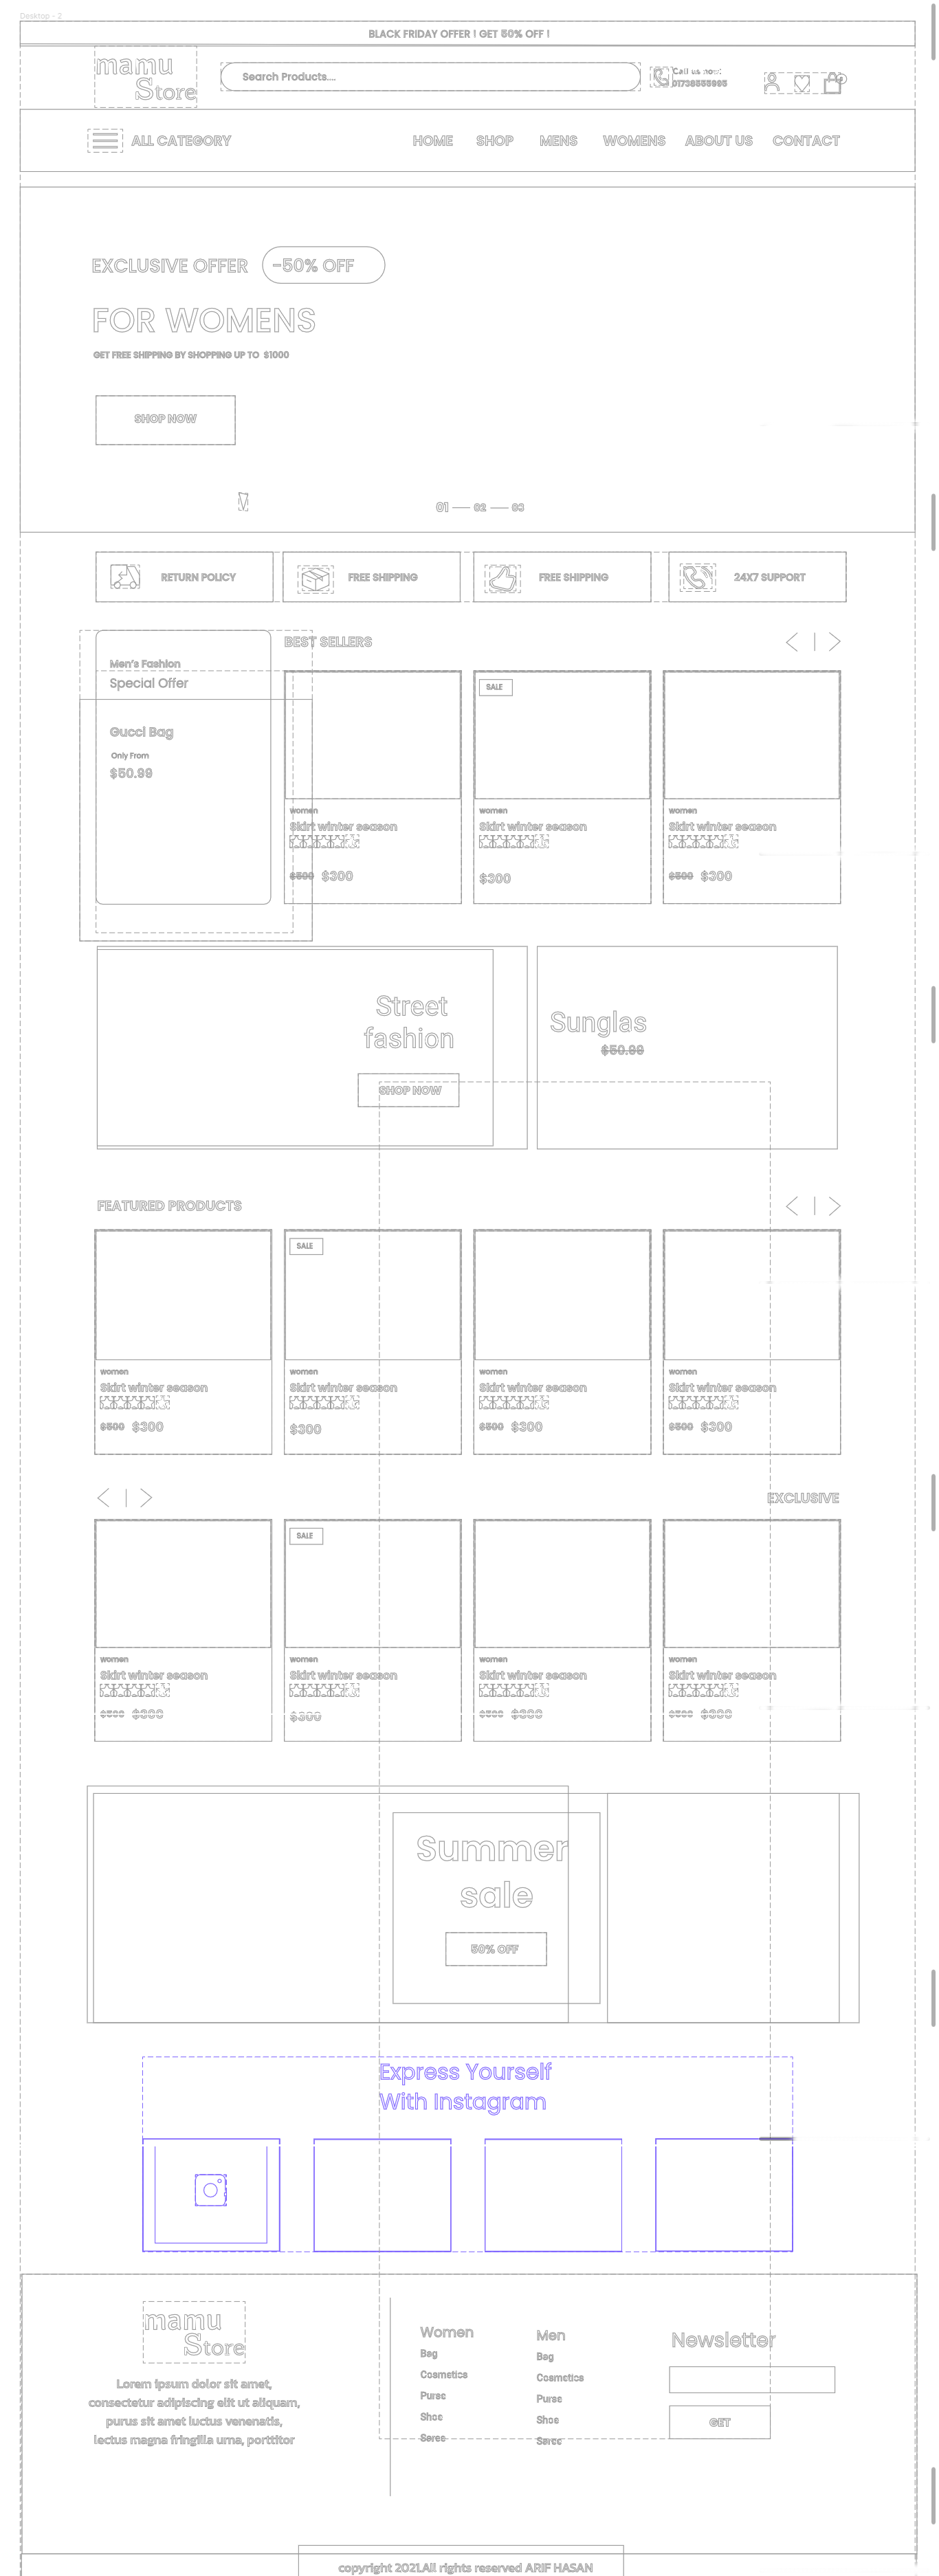 Desktop - 2
BLACK FRIDAY OFFER ! GET 50% OFF !
mamu
Store
Search Products....
Call us now:
01738555995
ALL CATEGORY
HOME SHOP MENS WOMENS ABOUT US CONTACT
EXCLUSIVE OFFER -50% OFF
FOR WOMENS
GET FREE SHIPPING BY SHOPPING UP TO $1000
SHOP NOW
01 02 03
RETURN POLICY
FREE SHIPPING
FREE SHIPPING
24X7 SUPPORT
Men's Fashion
Special Offer
Gucci Bag
Only From
$50.99
BEST SELLERS
women
Skirt winter season
$500 $300
SALE
women
Skirt winter season
$300
women
Skirt winter season
$500 $300
Street
fashion
SHOP NOW
Sunglas
$50.99
FEATURED PRODUCTS
women
Skirt winter season
$500 $300
SALE
women
Skirt winter season
$300
women
Skirt winter season
$500 $300
women
Skirt winter season
$500 $300
EXCLUSIVE
women
Skirt winter season
$500 $300
SALE
women
Skirt winter season
$300
women
Skirt winter season
$500 $300
women
Skirt winter season
$500 $300
Summer
sale
50% OFF
Express Yourself
With Instagram
mamu
Store
Lorem ipsum dolor sit amet,
consectetur adipiscing elit ut aliquam,
purus sit amet luctus venenatis,
lectus magna fringilla urna, porttitor
Women
Bag
Cosmetics
Purse
Shoe
Saree
Men
Bag
Cosmetics
Purse
Shoe
Saree
Newsletter
GET
copyright 2021.All rights reserved ARIF HASAN